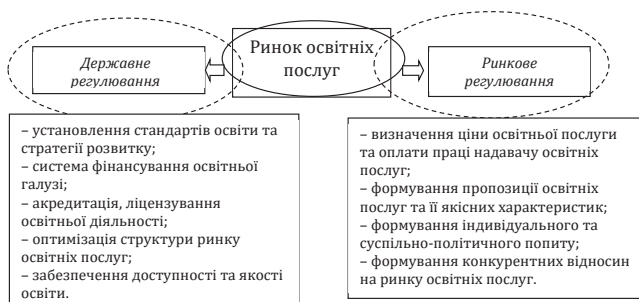 Ринок освітніх
послуг
Державне
регулювання
Ринкове
регулювання
– установлення стандартів освіти та
стратегії розвитку;
– система фінансування освітньої
галузі;
– акредитація, ліцензування
освітньої діяльності;
– оптимізація структури ринку
освітніх послуг;
– забезпечення доступності та якості
освіти.
– визначення ціни освітньої послуги
та оплати праці надавачу освітніх
послуг;
– формування пропозиції освітніх
послуг та її якісних характеристик;
– формування індивідуального та
суспільно-політичного попиту;
– формування конкурентних відносин
на ринку освітніх послуг.